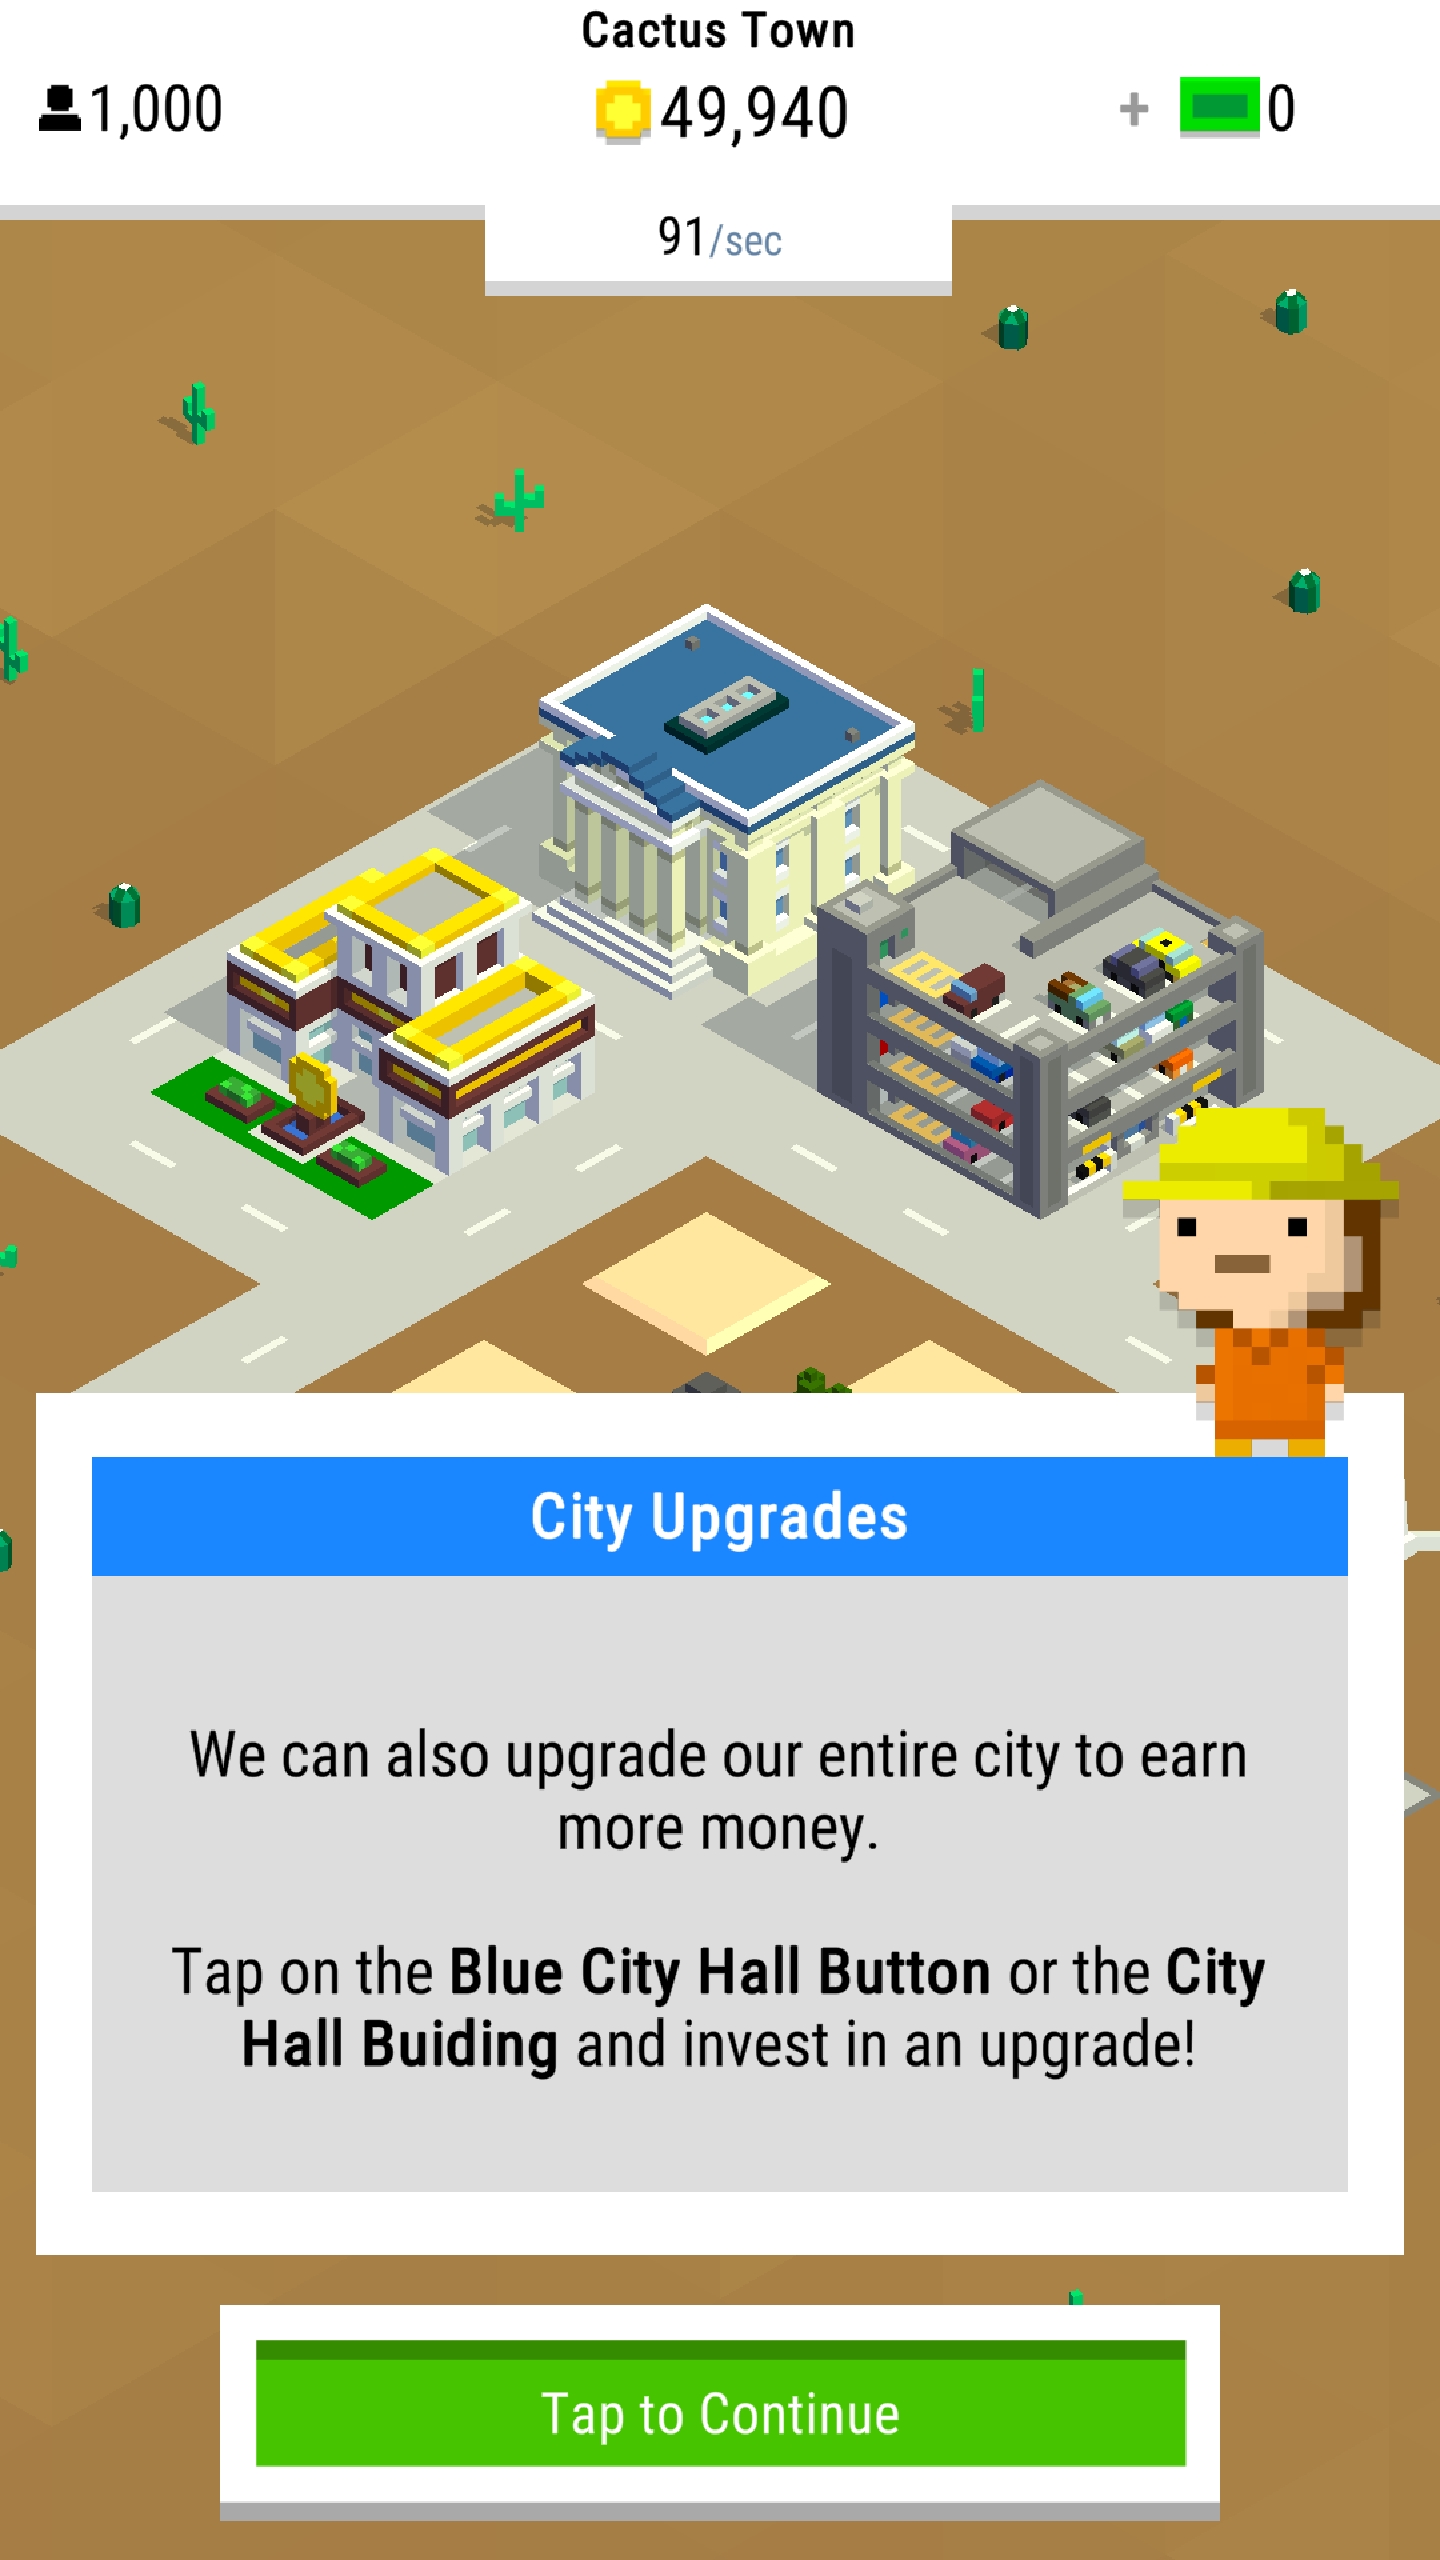 Cactus Town
1,000
49,940
+ 0
91/sec
City Upgrades
We can also upgrade our entire city to earn
more money.
Tap on the Blue City Hall Button or the City
Hall Buiding and invest in an upgrade!
Tap to Continue